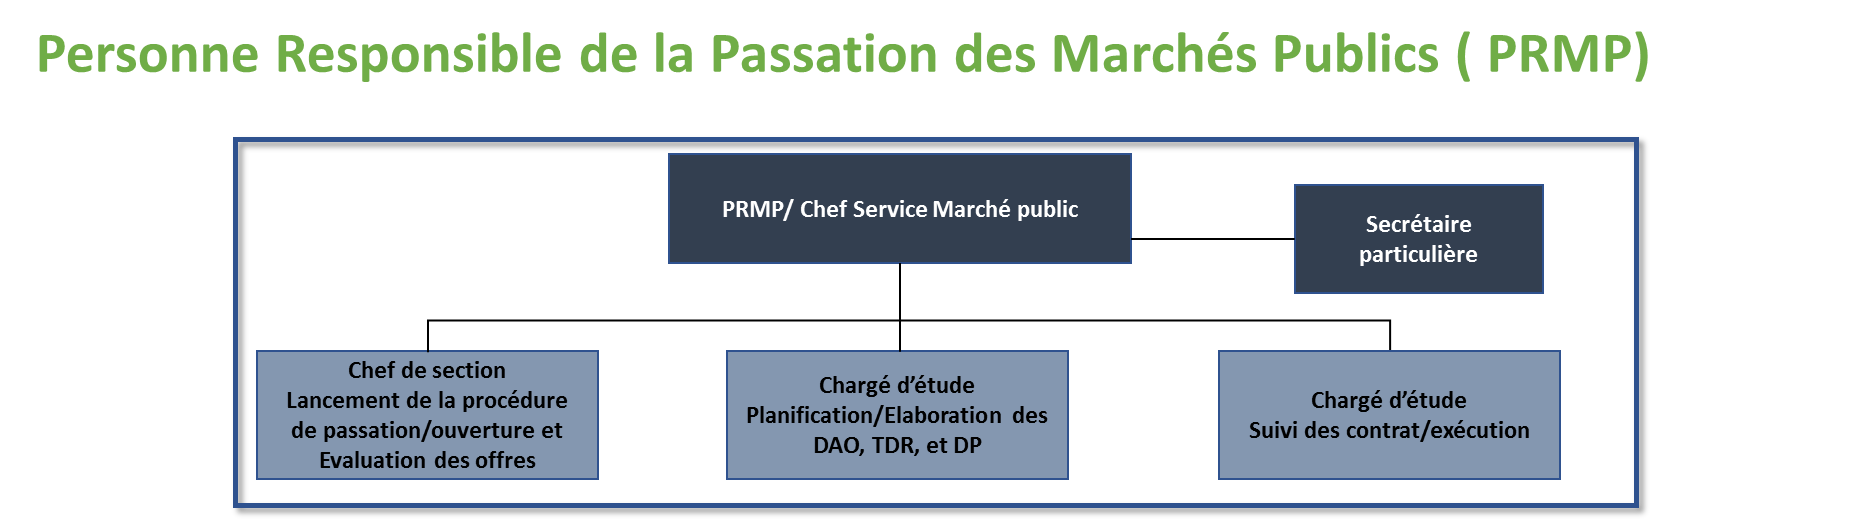 Personne Responsible de la Passation des Marchés Publics ( PRMP)
PRMP/ Chef Service Marché public
Secrétaire
particulière
Chef de section
Lancement de la procédure
de passation/ouverture et
Evaluation des offres
Chargé d’étude
Planification/Elaboration des
DAO, TDR, et DP
Chargé d’étude
Suivi des contrat/exécution